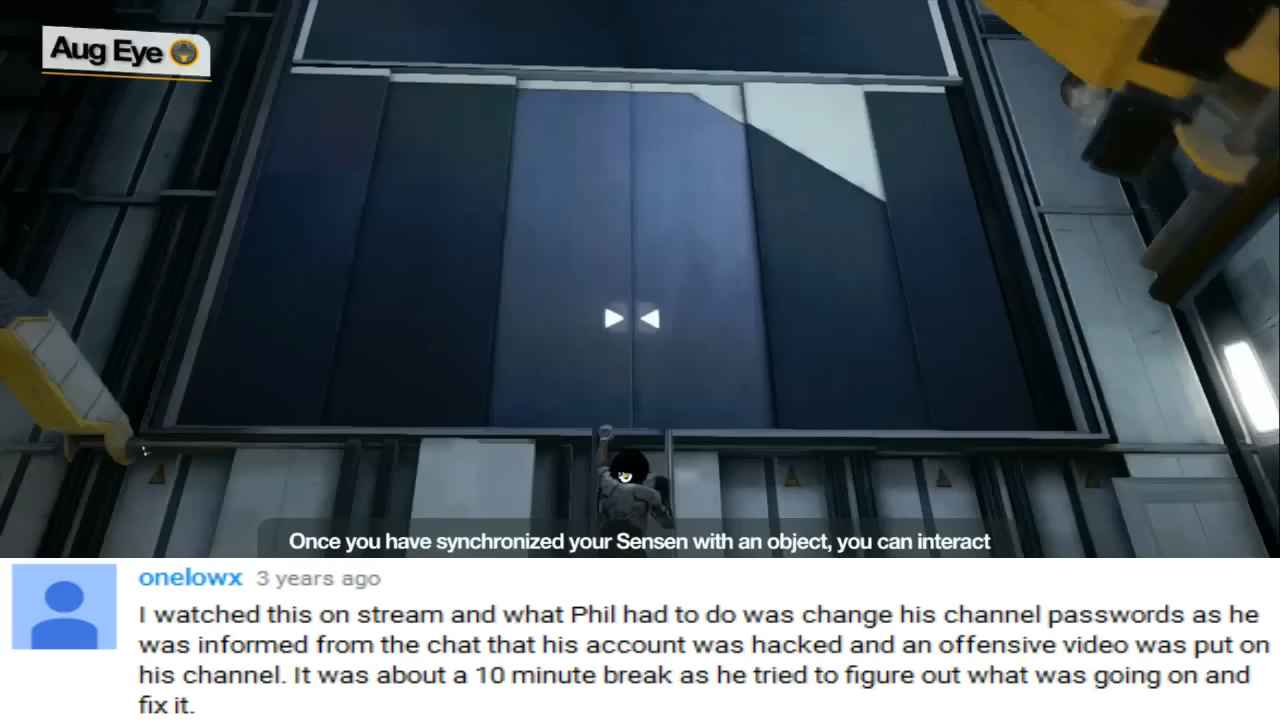 Aug Eye
Once you have synchronized your Sensen with an object, you can interact
onelowx 3 years ago
I watched this on stream and what Phil had to do was change his channel passwords as he
was informed from the chat that his account was hacked and an offensive video was put on
his channel. It was about a 10 minute break as he tried to figure out what was going on and
fix it.